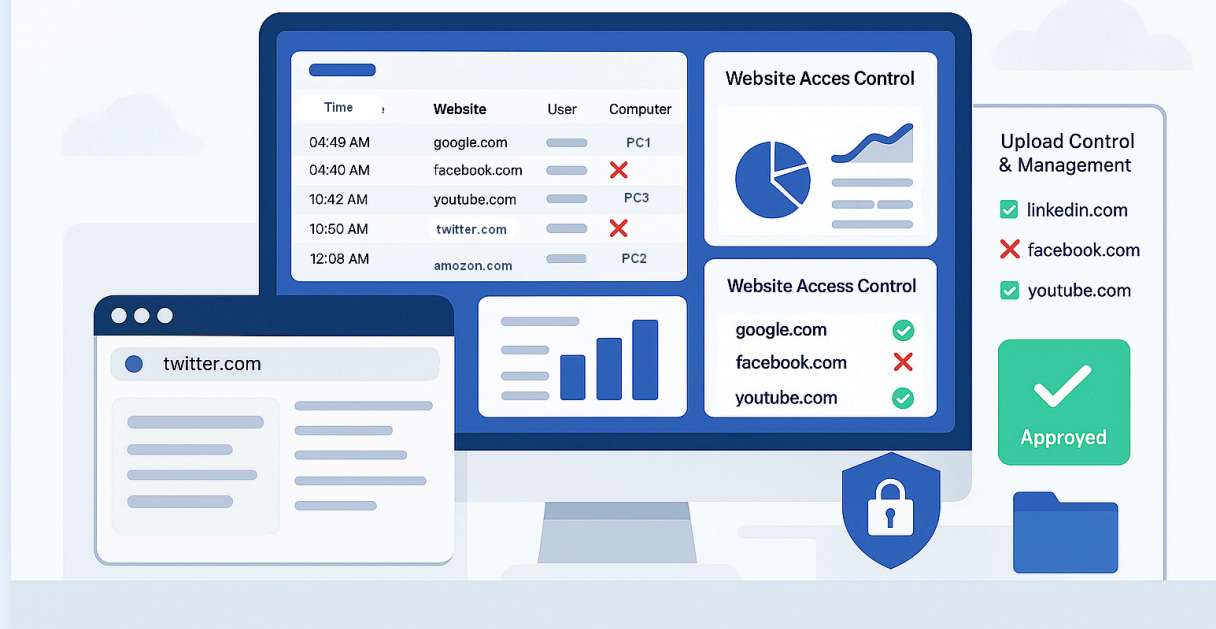 Time Website User Computer
04:49 AM google.com PC1
04:40 AM facebook.com
10:42 AM youtube.com PC3
10:50 AM twitter.com
12:08 AM amozon.com PC2
Website Acces Control
Website Access Control
google.com
facebook.com
youtube.com
twitter.com
Upload Control
& Management
linkedin.com
facebook.com
youtube.com
Approyed